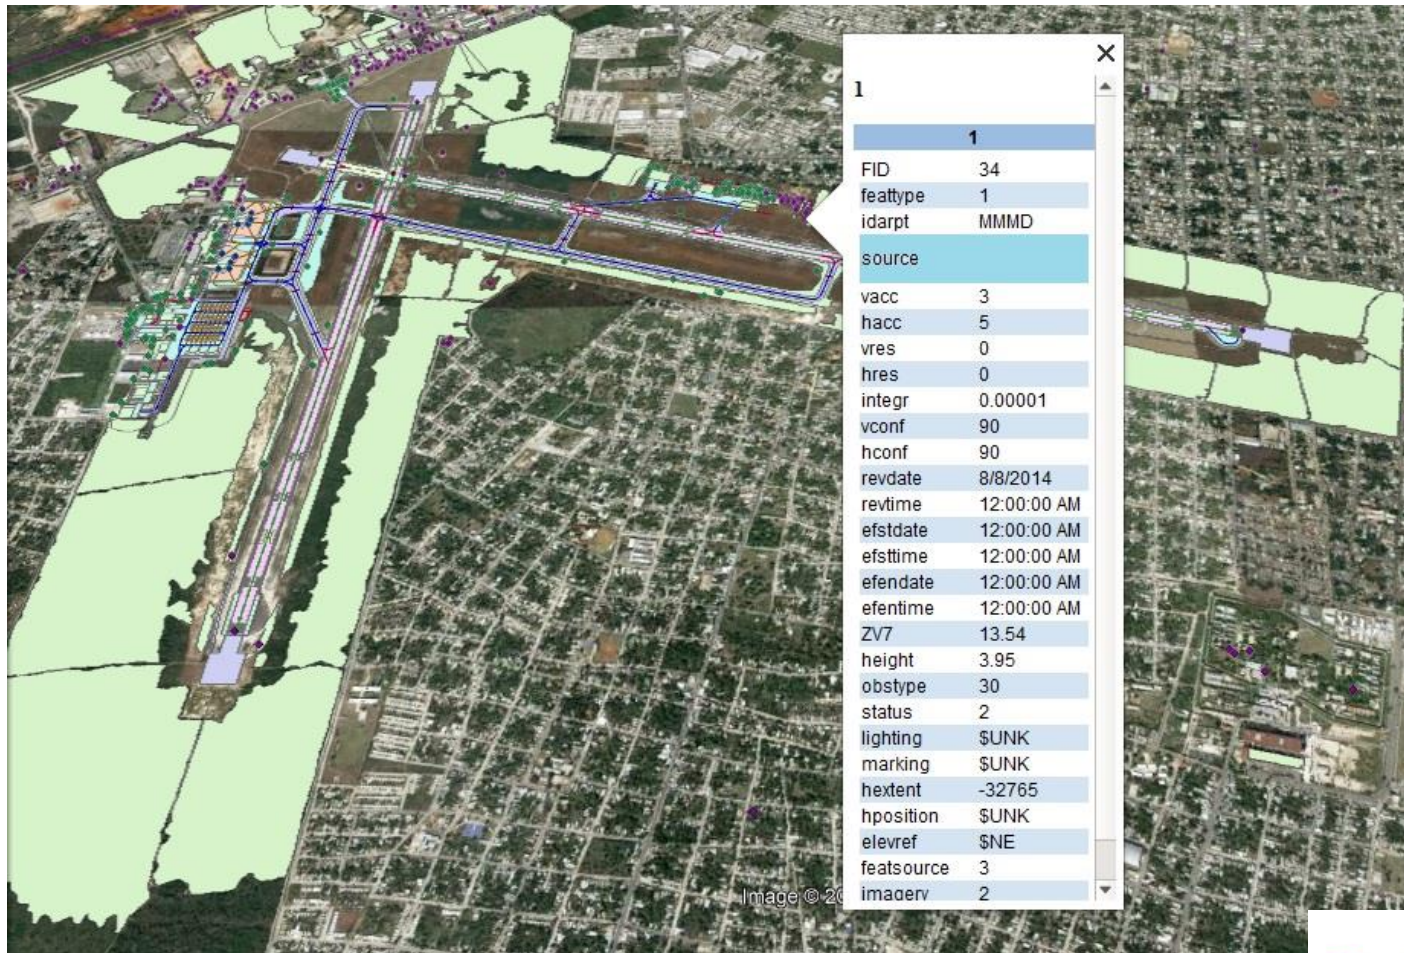 1
1
FID 34
feattype 1
idarpt MMMD
source
vacc 3
hacc 5
vres 0
hres 0
integr 0.00001
vconf 90
hconf 90
revdate 8/8/2014
revtime 12:00:00 AM
efstdate 12:00:00 AM
efsttime 12:00:00 AM
efendate 12:00:00 AM
efentime 12:00:00 AM
ZV7 13.54
height 3.95
obstype 30
status 2
lighting $UNK
marking $UNK
hextent -32765
hposition $UNK
elevref $NE
featsource 3
imagery 2
Image © 20